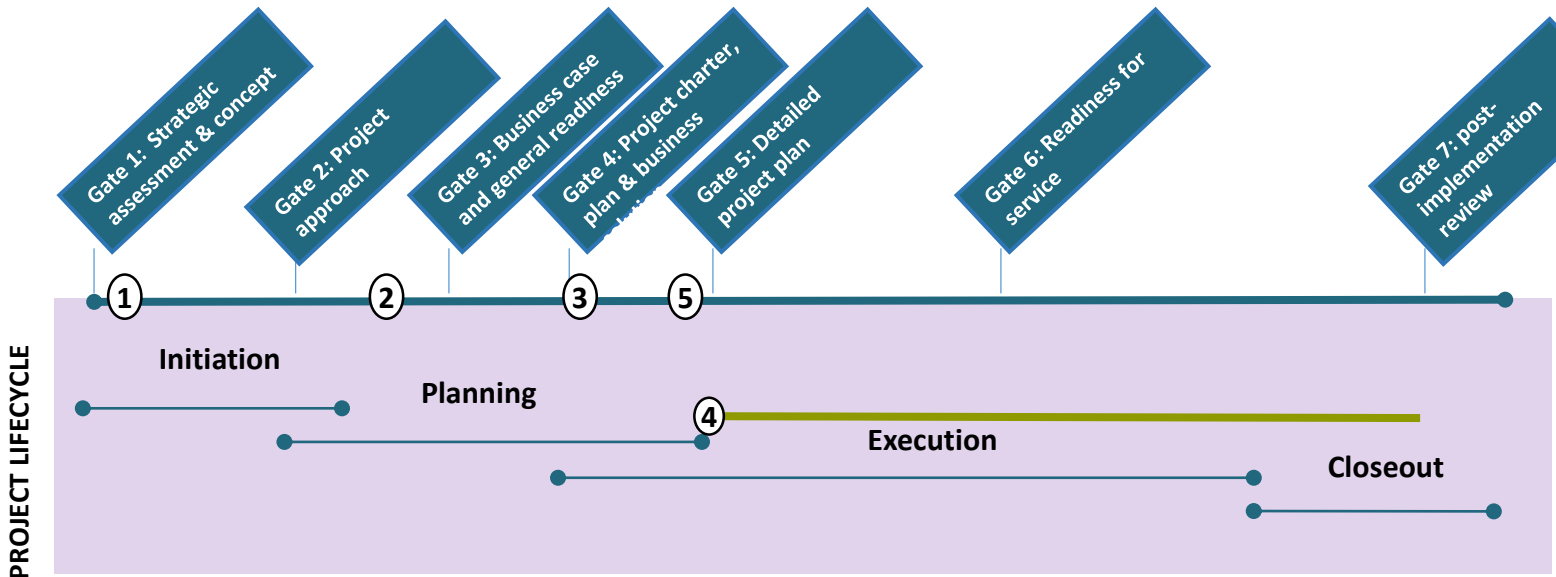 Gate 1:  Strategic
assessment & concept
Gate 2: Project
approach
Gate 3: Business case
and general readiness
Gate 4: Project charter,
plan & business
Gate 5: Detailed
project plan
Gate 6: Readiness for
service
Gate 7: post-
implementation
review
1
2
3
5
Initiation
Planning
4
Execution
Closeout
PROJECT LIFECYCLE